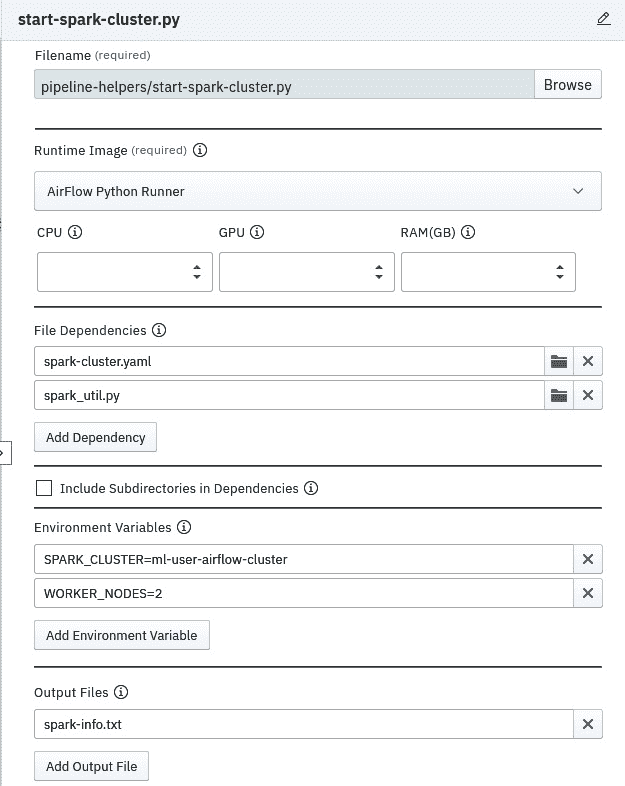 start-spark-cluster.py
Filename (required)
pipeline-helpers/start-spark-cluster.py Browse
Runtime Image (required)
AirFlow Python Runner
CPU GPU RAM(GB)
File Dependencies
spark-cluster.yaml
spark_util.py
Add Dependency
Include Subdirectories in Dependencies
Environment Variables
SPARK_CLUSTER=ml-user-airflow-cluster
WORKER_NODES=2
Add Environment Variable
Output Files
spark-info.txt
Add Output File